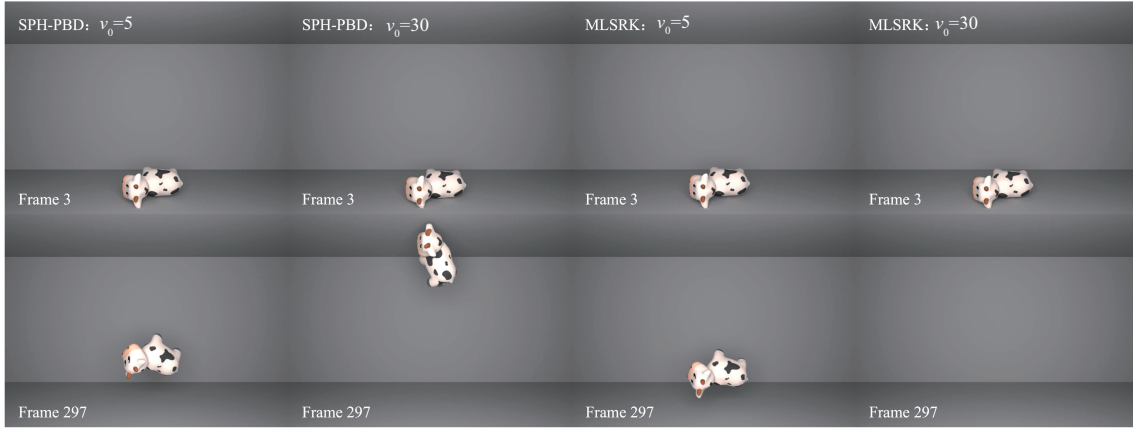 SPH-PBD: v₀=5
SPH-PBD: v₀=30
MLSRK: v₀=5
MLSRK: v₀=30
Frame 3
Frame 3
Frame 3
Frame 3
Frame 297
Frame 297
Frame 297
Frame 297